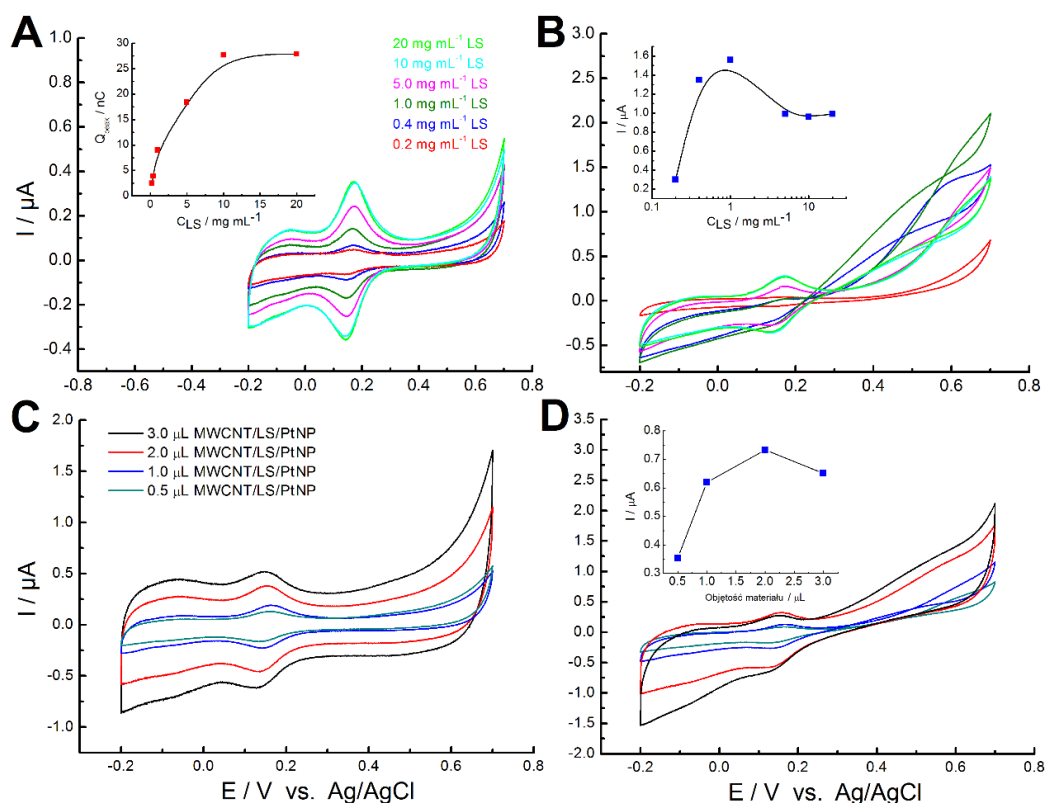 A
1.0
0.8
0.6
0.4
0.2
0.0
-0.2
-0.4
I / µA
-0.8 -0.6 -0.4 -0.2 0.0 0.2 0.4 0.6 0.8
30
25
20
15
10
5
0
Qpeak / nC
0 5 10 15 20
CLS / mg mL-1
20 mg mL-1 LS
10 mg mL-1 LS
5.0 mg mL-1 LS
1.0 mg mL-1 LS
0.4 mg mL-1 LS
0.2 mg mL-1 LS
B
3.0
2.5
2.0
1.5
1.0
0.5
0.0
-0.5
-0.2 0.0 0.2 0.4 0.6 0.8
1.6
1.4
1.2
1.0
0.8
0.6
0.4
0.2
I / µA
0.1 1 10
CLS / mg mL-1
C
2.0
1.5
1.0
0.5
0.0
-0.5
-1.0
I / µA
3.0 µL MWCNT/LS/PtNP
2.0 µL MWCNT/LS/PtNP
1.0 µL MWCNT/LS/PtNP
0.5 µL MWCNT/LS/PtNP
-0.2 0.0 0.2 0.4 0.6 0.8
E / V vs. Ag/AgCl
D
3.5
3.0
2.5
2.0
1.5
1.0
0.5
0.0
-0.5
-1.0
-1.5
-2.0
0.8
0.7
0.6
0.5
0.4
0.3
I / µA
0.5 1.0 1.5 2.0 2.5 3.0
Objętość materiału / µL
-0.2 0.0 0.2 0.4 0.6 0.8
E / V vs. Ag/AgCl